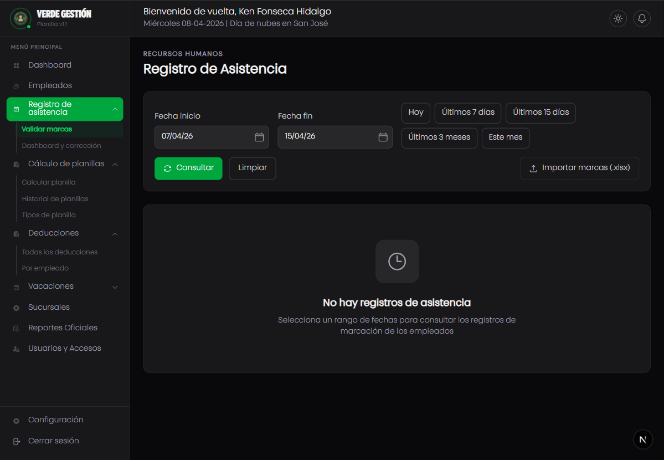 VERDE GESTIÓN
Planilla v1.1
Bienvenido de vuelta, Ken Fonseca Hidalgo
Miércoles 08-04-2026 | Día de nubes en San José
MENÚ PRINCIPAL
Dashboard
Empleados
Registro de
asistencia
Validar marcas
Dashboard y corrección
Cálculo de planillas
Calcular planilla
Historial de planillas
Tipos de planilla
Deducciones
Todas las deducciones
Por empleado
Vacaciones
Sucursales
Reportes Oficiales
Usuarios y Accesos
Configuración
Cerrar sesión
RECURSOS HUMANOS
Registro de Asistencia
Fecha inicio
Fecha fin
07/04/26
15/04/26
Hoy
Últimos 7 días
Últimos 15 días
Últimos 3 meses
Este mes
Consultar
Limpiar
Importar marcas (.xlsx)
No hay registros de asistencia
Selecciona un rango de fechas para consultar los registros de
marcación de los empleados
N